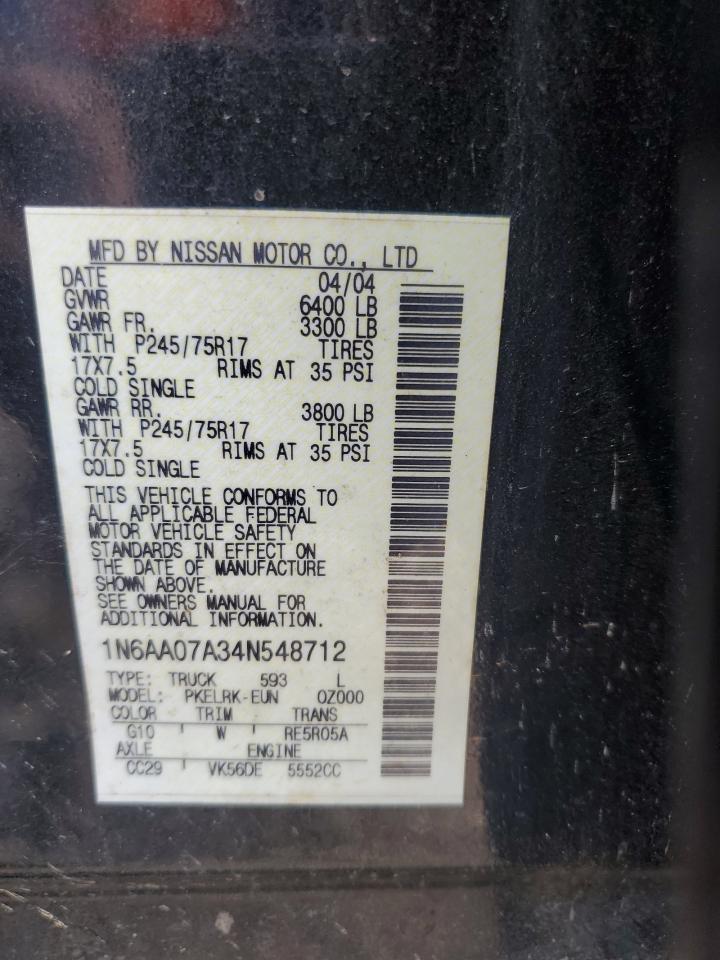 MFD BY NISSAN MOTOR CO., LTD
DATE 04/04
GVWR 6400 LB
GAWR FR. 3300 LB
WITH P245/75R17 TIRES
17X7.5 RIMS AT 35 PSI
COLD SINGLE
GAWR RR. 3800 LB
WITH P245/75R17 TIRES
17X7.5 RIMS AT 35 PSI
COLD SINGLE
THIS VEHICLE CONFORMS TO
ALL APPLICABLE FEDERAL
MOTOR VEHICLE SAFETY
STANDARDS IN EFFECT ON
THE DATE OF MANUFACTURE
SHOWN ABOVE.
SEE OWNERS MANUAL FOR
ADDITIONAL INFORMATION.
1N6AA07A34N548712
TYPE: TRUCK 593 L
MODEL: PKELRK-EUN 0Z000
COLOR TRIM TRANS
G10 W RE5R05A
AXLE ENGINE
CC29 VK56DE 5552CC